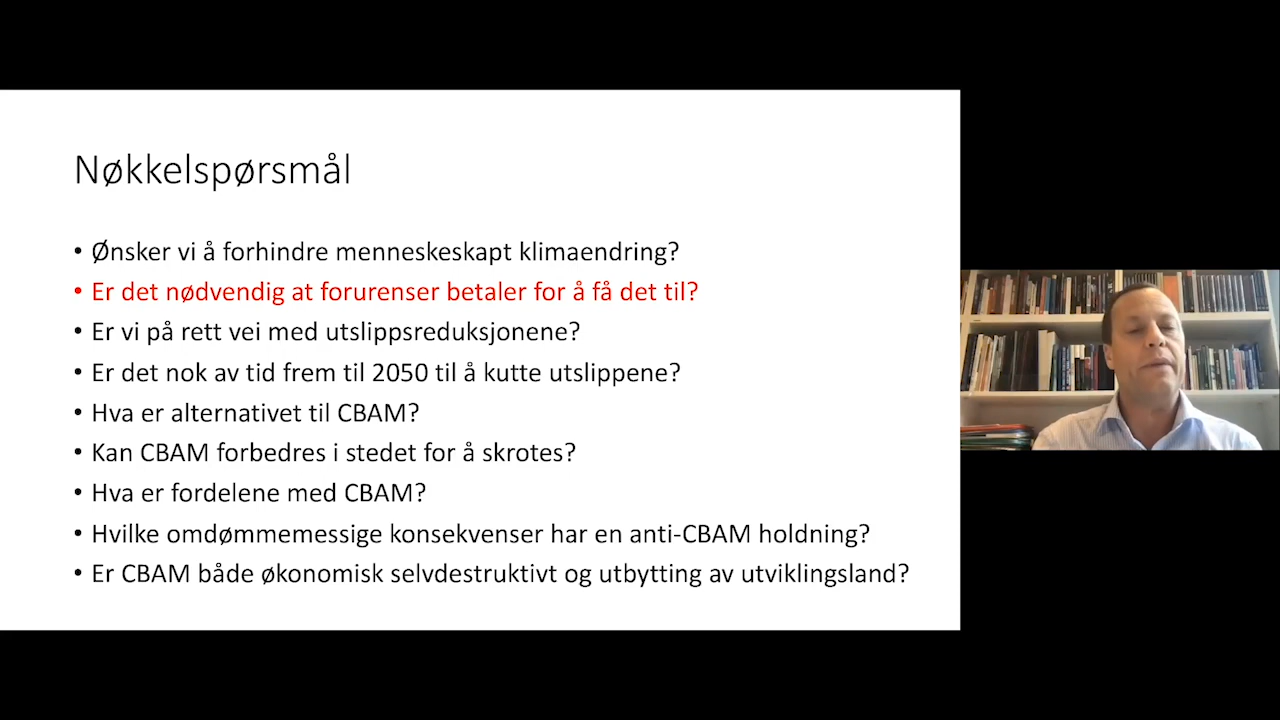 Nøkkelspørsmål
• Ønsker vi å forhindre menneskeskapt klimaendring?
• Er det nødvendig at forurenser betaler for å få det til?
• Er vi på rett vei med utslippsreduksjonene?
• Er det nok av tid frem til 2050 til å kutte utslippene?
• Hva er alternativet til CBAM?
• Kan CBAM forbedres i stedet for å skrotes?
• Hva er fordelene med CBAM?
• Hvilke omdømmemessige konsekvenser har en anti-CBAM holdning?
• Er CBAM både økonomisk selvdestruktivt og utbytting av utviklingsland?